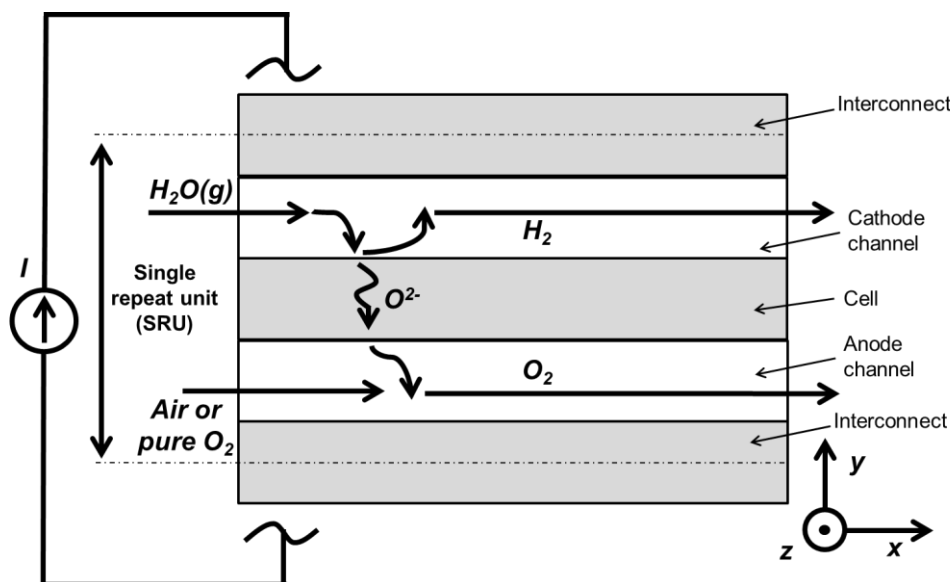 Interconnect
H₂O(g)
H₂
Cathode
channel
I
Single
repeat unit
(SRU)
O²⁻
Cell
Anode
channel
O₂
Air or
pure O₂
Interconnect
y
z
x